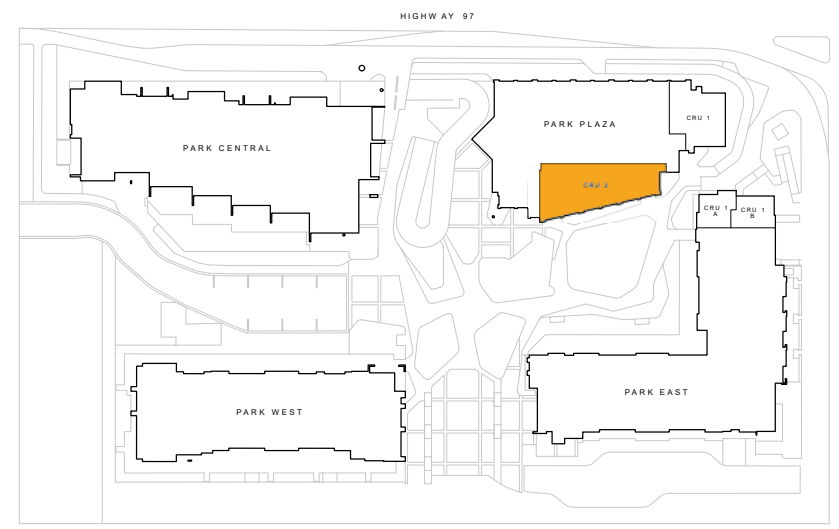 HIGHWAY 97
PARK CENTRAL
PARK PLAZA
CRU 1
CRU 2
CRU 1
A
CRU 1
B
PARK WEST
PARK EAST